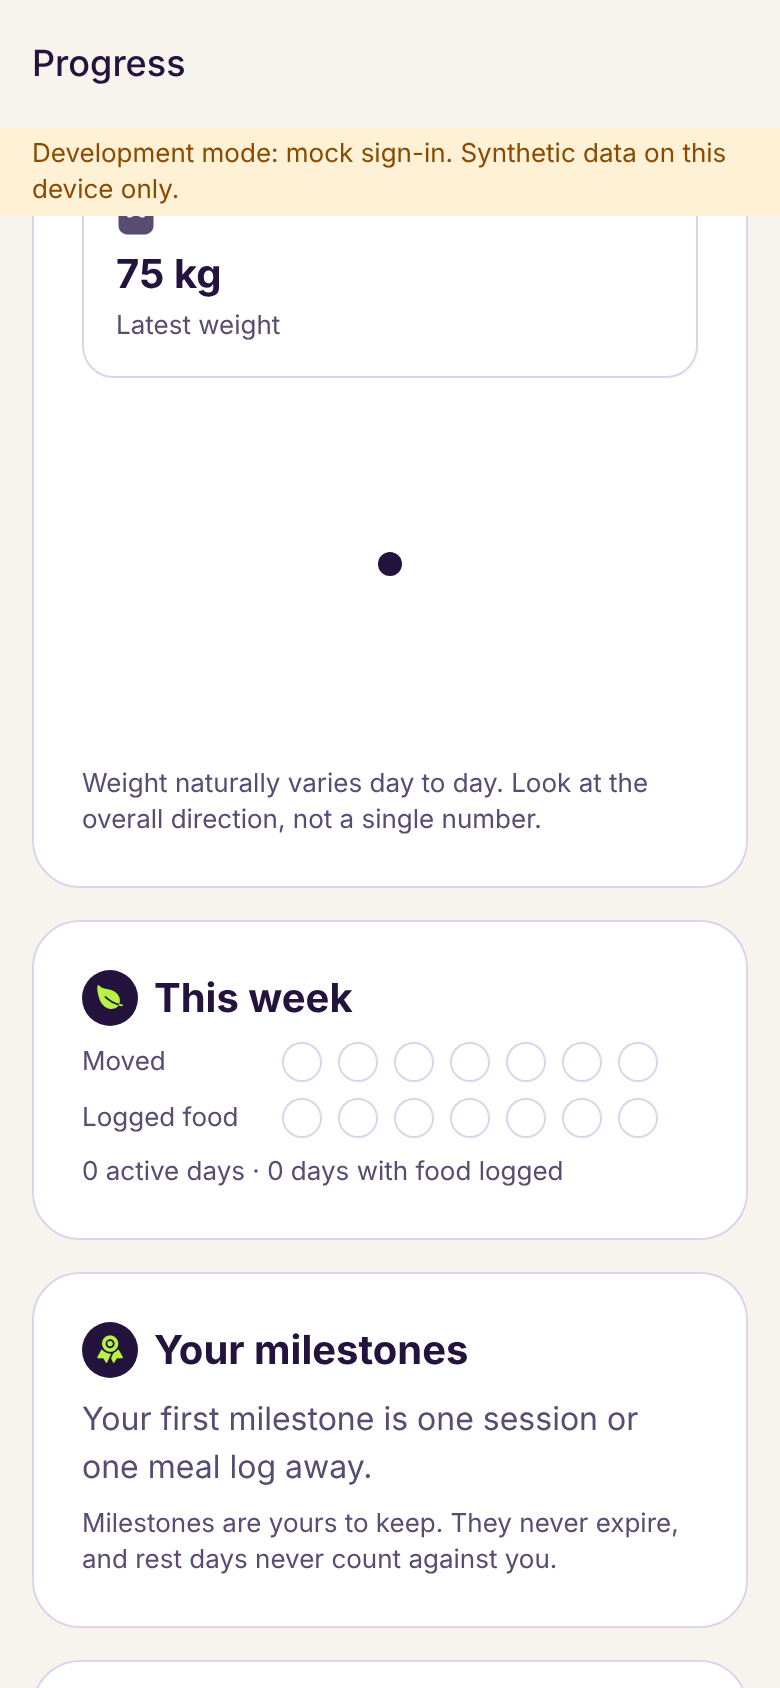 Progress
Development mode: mock sign-in. Synthetic data on this
device only.
75 kg
Latest weight
Weight naturally varies day to day. Look at the
overall direction, not a single number.
This week
Moved
Logged food
0 active days · 0 days with food logged
Your milestones
Your first milestone is one session or
one meal log away.
Milestones are yours to keep. They never expire,
and rest days never count against you.